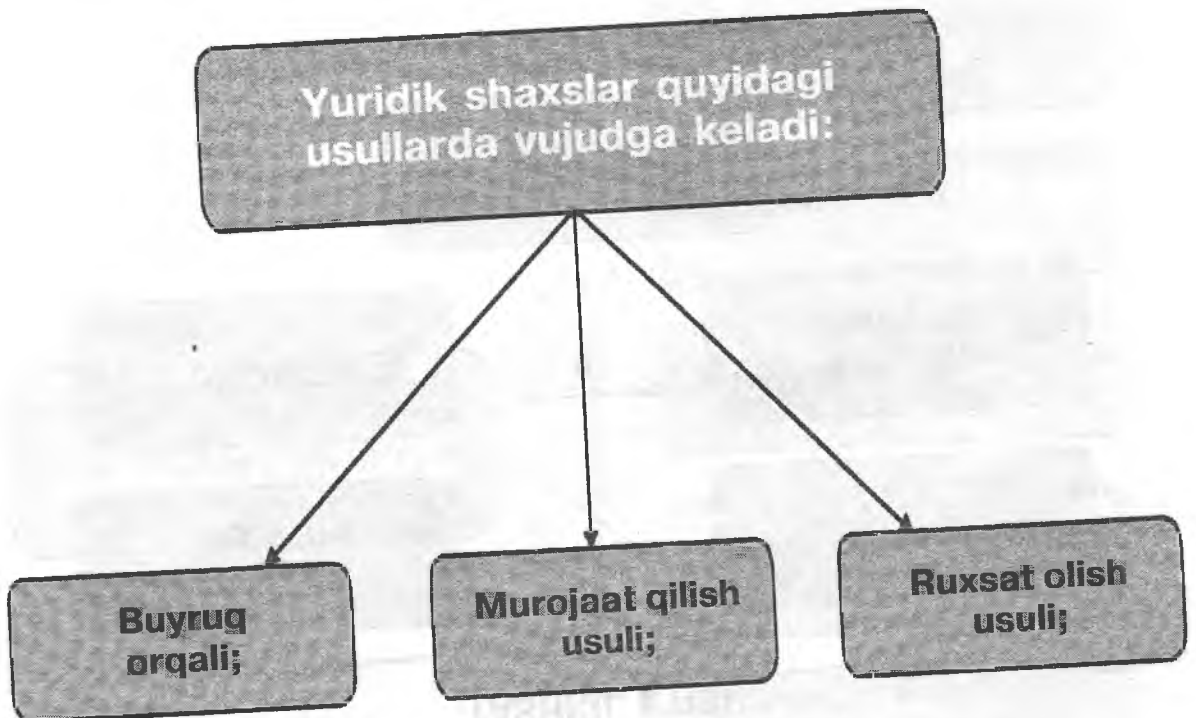 Yuridik shaxslar quyidagi
usullarda vujudga keladi:
Buyruq
orqali;
Murojaat qilish
usuli;
Ruxsat olish
usuli;